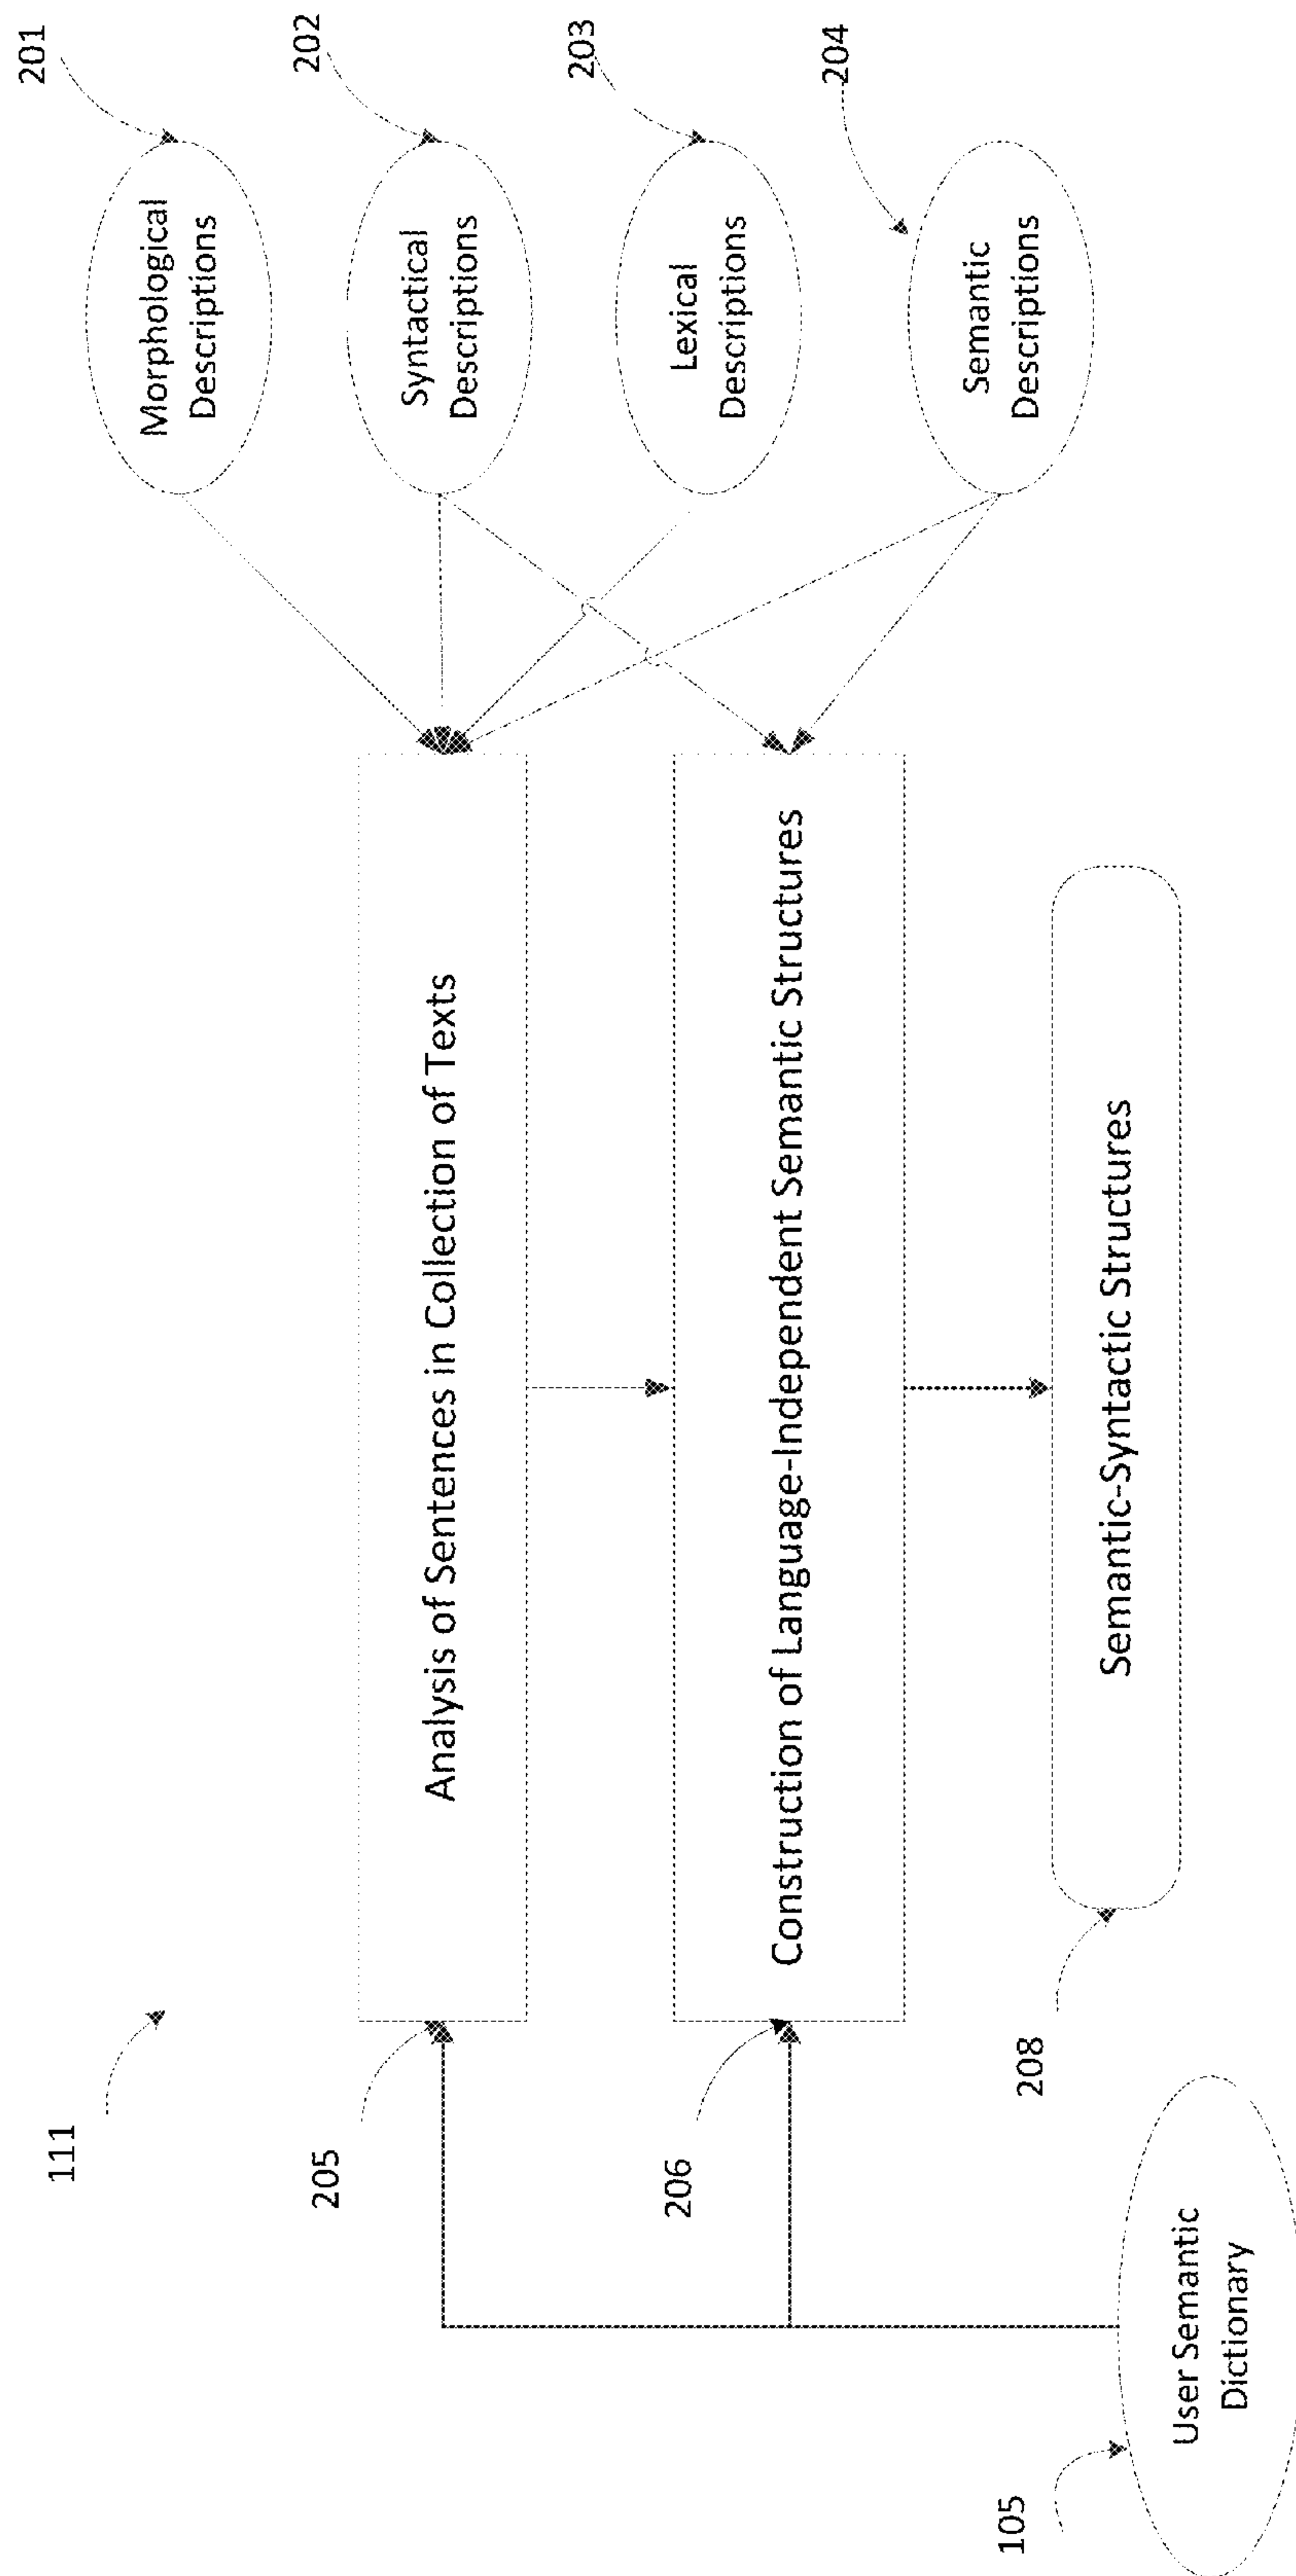 111
201
Morphological
Descriptions
205
202
Analysis of Sentences in Collection of Texts
Syntactical
Descriptions
206
203
Lexical
Descriptions
Construction of Language-Independent Semantic Structures
204
Semantic
Descriptions
208
Semantic-Syntactic Structures
105
User Semantic
Dictionary